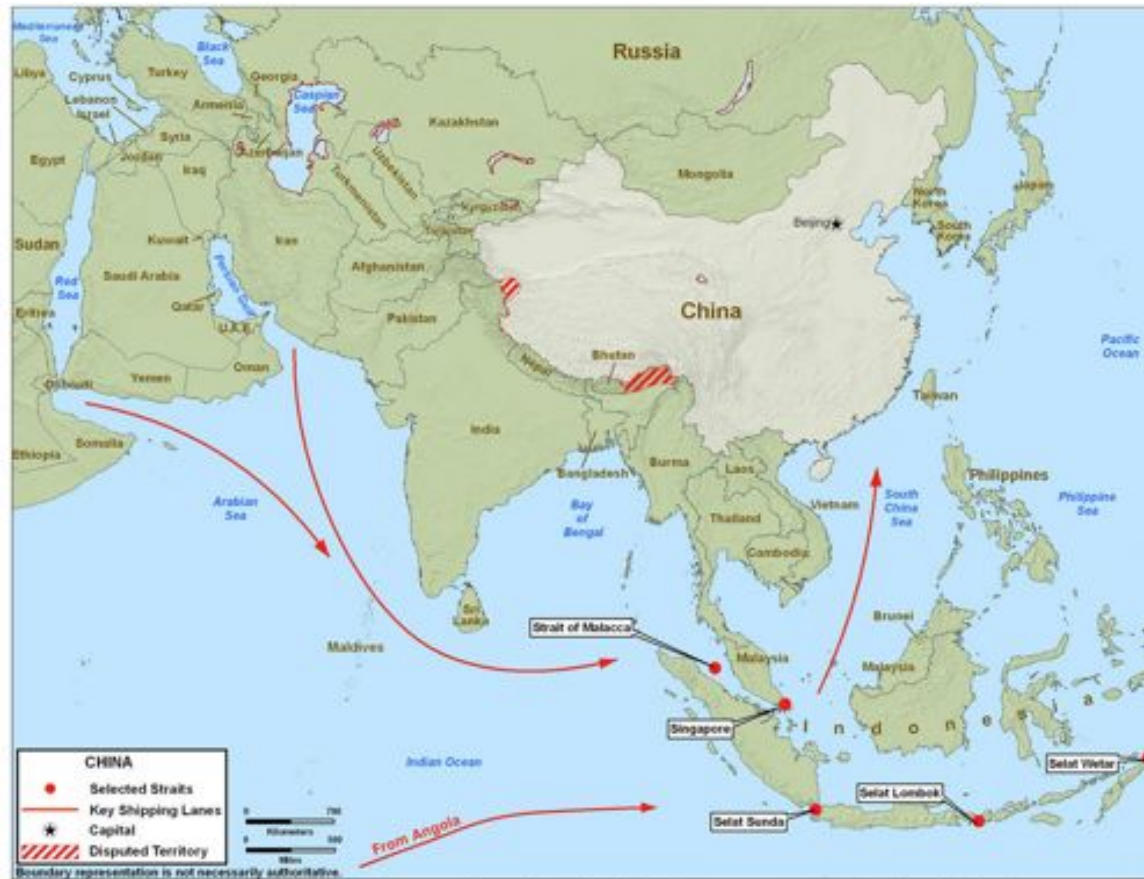 Mediterranean
Sea
Black
Sea
Russia
Libya
Cyprus
Turkey
Georgia
Lebanon
Israel
Armenia
Caspian
Sea
Kazakhstan
Syria
Azerbaijan
Egypt
Jordan
Iraq
Uzbekistan
Turkmenistan
Mongolia
Kyrgyzstan
Tajikistan
Beijing
North
Korea
South
Korea
Japan
Sudan
Kuwait
Iran
Afghanistan
Saudi Arabia
Persian Gulf
Red
Sea
Qatar
U.A.E.
Pakistan
China
Eritrea
Oman
Yemen
Djibouti
Nepal
Bhutan
Pacific
Ocean
Taiwan
Ethiopia
Somalia
India
Bangladesh
Burma
Laos
Arabian
Sea
Bay
of
Bengal
Thailand
Vietnam
South
China
Sea
Philippines
Philippine
Sea
Cambodia
Sri
Lanka
Maldives
Strait of Malacca
Malaysia
Brunei
Malaysia
Singapore
Indonesia
Indian Ocean
Selat Wetar
Selat Lombok
Selat Sunda
From Angola
CHINA
Selected Straits
Key Shipping Lanes
Capital
Disputed Territory
0 700
Kilometers
0 500
Miles
Boundary representation is not necessarily authoritative.